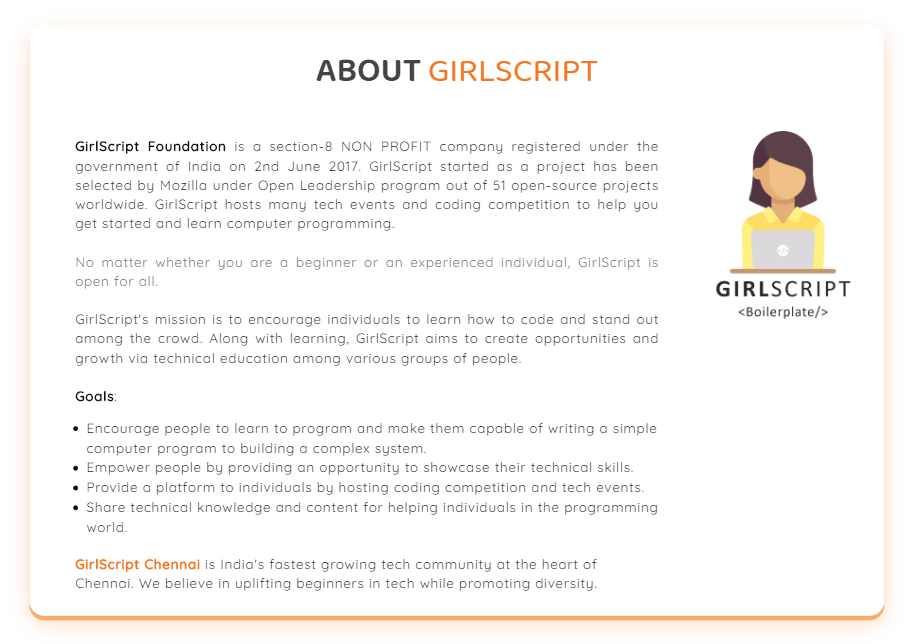 ABOUT GIRLSCRIPT
GirlScript Foundation is a section-8 NON PROFIT company registered under the
government of India on 2nd June 2017. GirlScript started as a project has been
selected by Mozilla under Open Leadership program out of 51 open-source projects
worldwide. GirlScript hosts many tech events and coding competition to help you
get started and learn computer programming.
No matter whether you are a beginner or an experienced individual, GirlScript is
open for all.
GirlScript's mission is to encourage individuals to learn how to code and stand out
among the crowd. Along with learning, GirlScript aims to create opportunities and
growth via technical education among various groups of people.
Goals:
• Encourage people to learn to program and make them capable of writing a simple
computer program to building a complex system.
• Empower people by providing an opportunity to showcase their technical skills.
• Provide a platform to individuals by hosting coding competition and tech events.
• Share technical knowledge and content for helping individuals in the programming
world.
GirlScript Chennai is India's fastest growing tech community at the heart of
Chennai. We believe in uplifting beginners in tech while promoting diversity.
GIRLSCRIPT
<Boilerplate/>